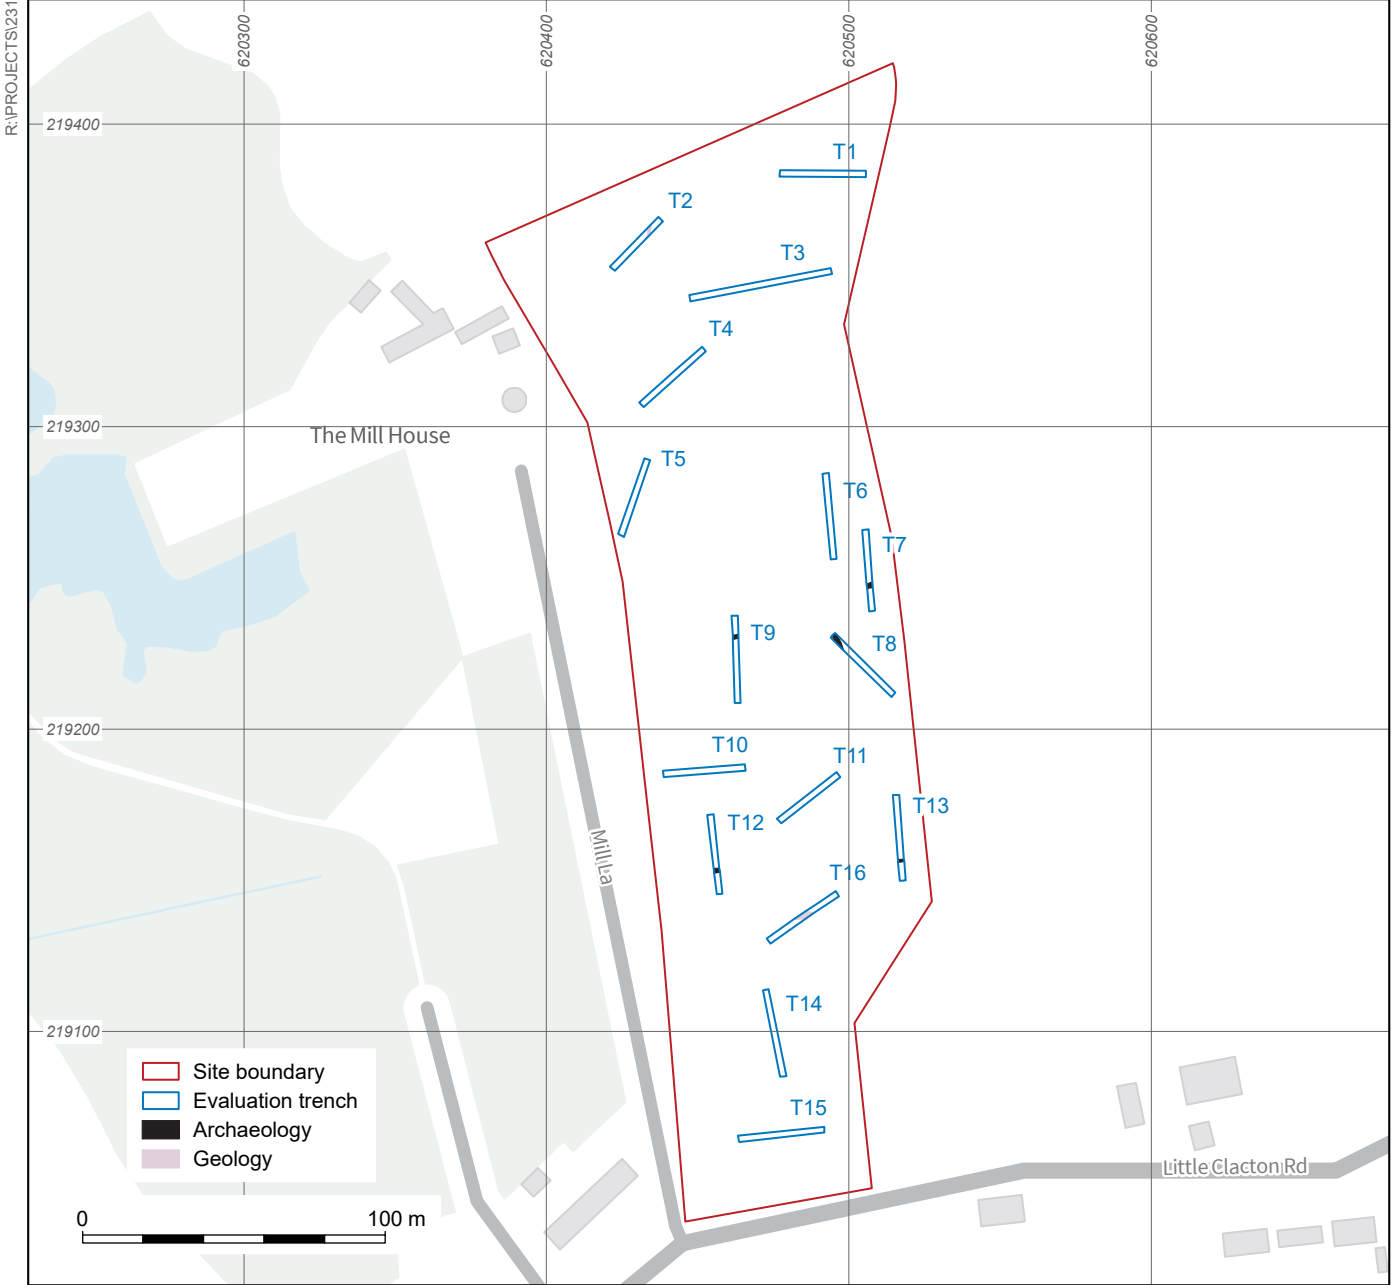 R:\PROJECTS\231
620300
620400
620500
620600
219400
T1
T2
T3
T4
219300
The Mill House
T5
T6
T7
T9
T8
219200
T10
T11
T12
T13
Mill La
T16
T14
219100
Site boundary
Evaluation trench
Archaeology
Geology
T15
Little Clacton Rd
0 100 m